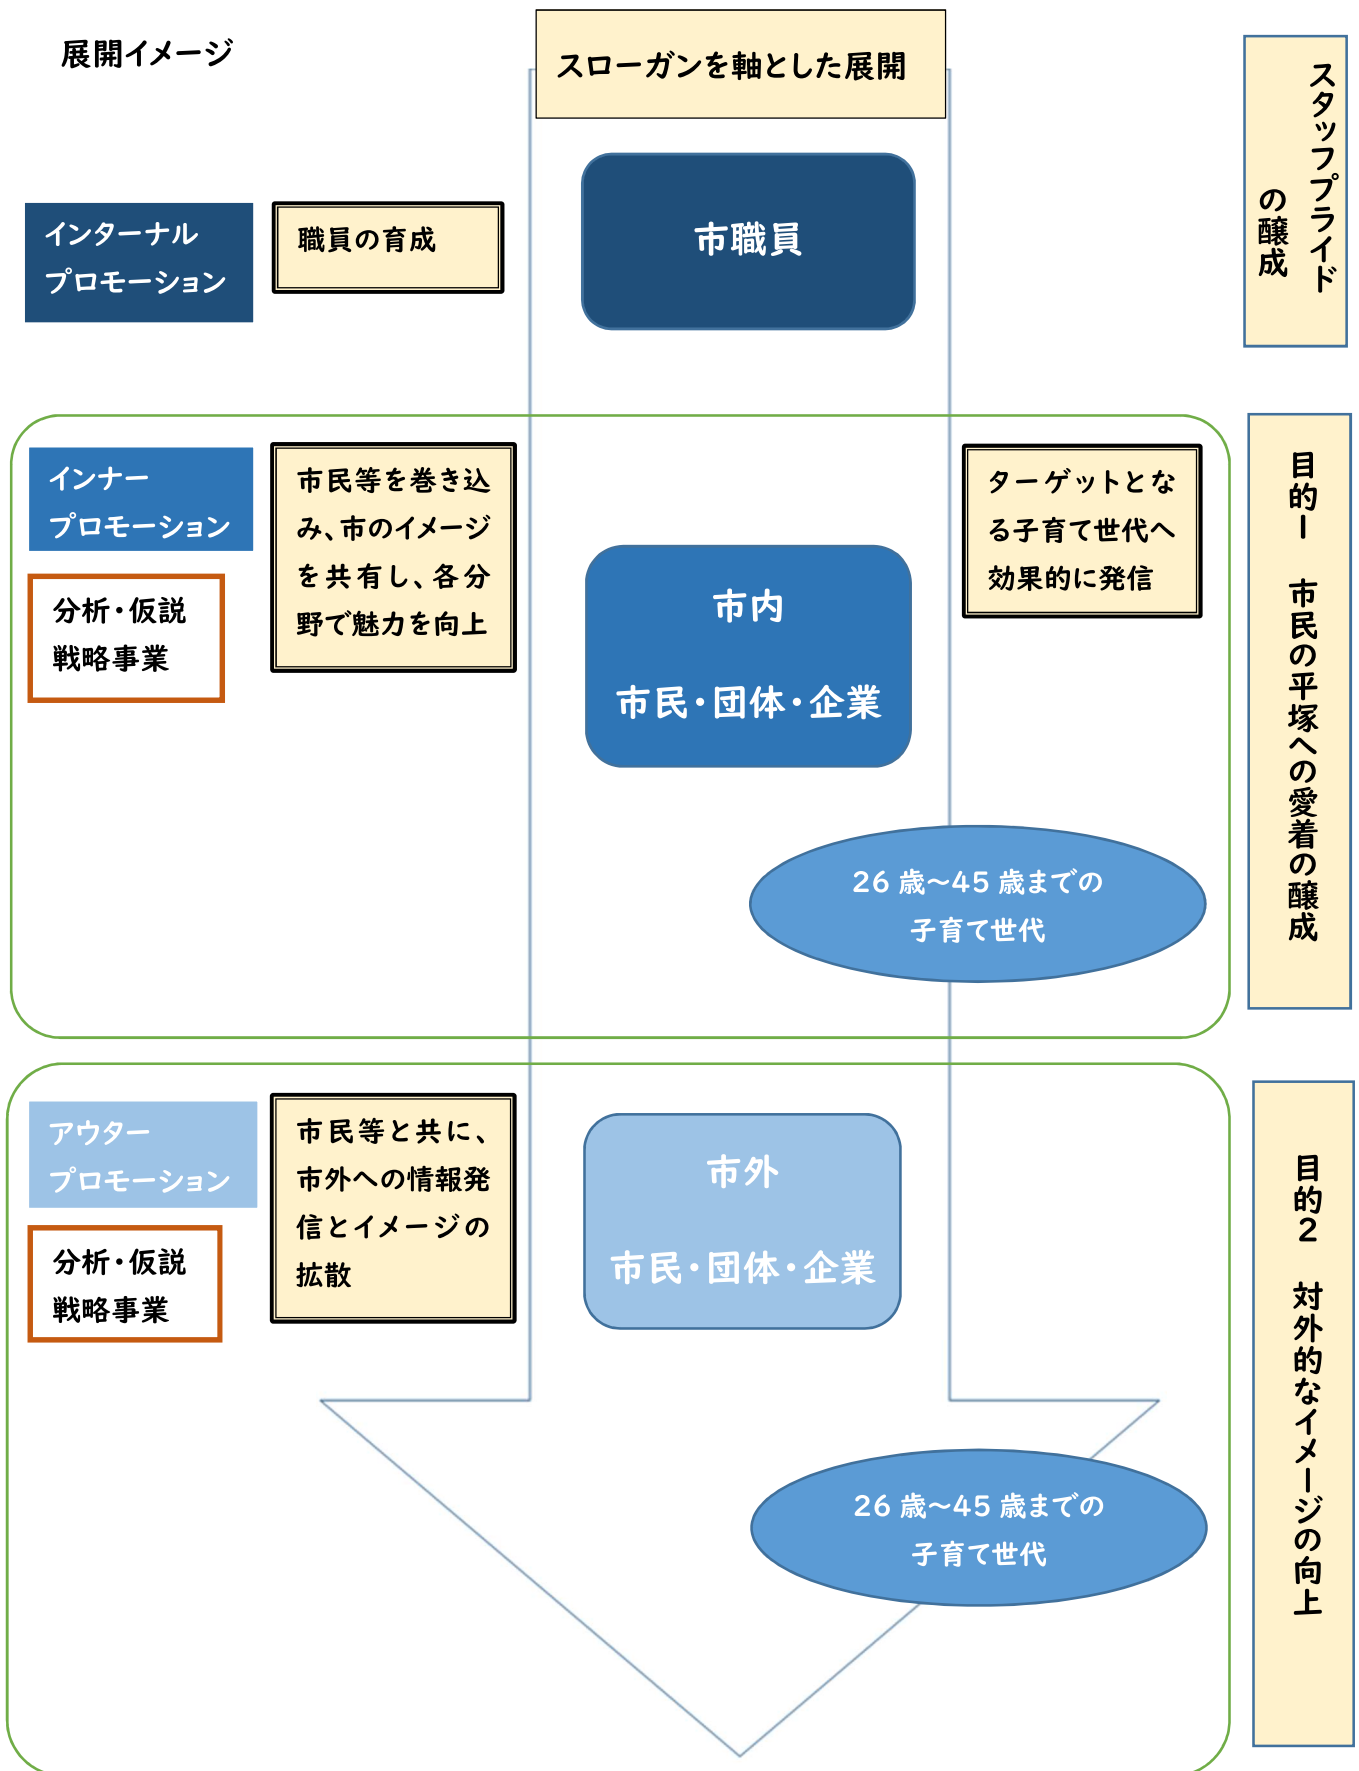 展開イメージ
スローガンを軸とした展開
インターナル
プロモーション
職員の育成
市職員
スタッフプライド
の醸成
インナー
プロモーション
分析・仮説
戦略事業
市民等を巻き込
み、市のイメージ
を共有し、各分
野で魅力を向上
市内
市民・団体・企業
ターゲットとな
る子育て世代へ
効果的に発信
26 歳～45 歳までの
子育て世代
目的1　市民の平塚への愛着の醸成
アウター
プロモーション
分析・仮説
戦略事業
市民等と共に、
市外への情報発
信とイメージの
拡散
市外
市民・団体・企業
26 歳～45 歳までの
子育て世代
目的2　対外的なイメージの向上